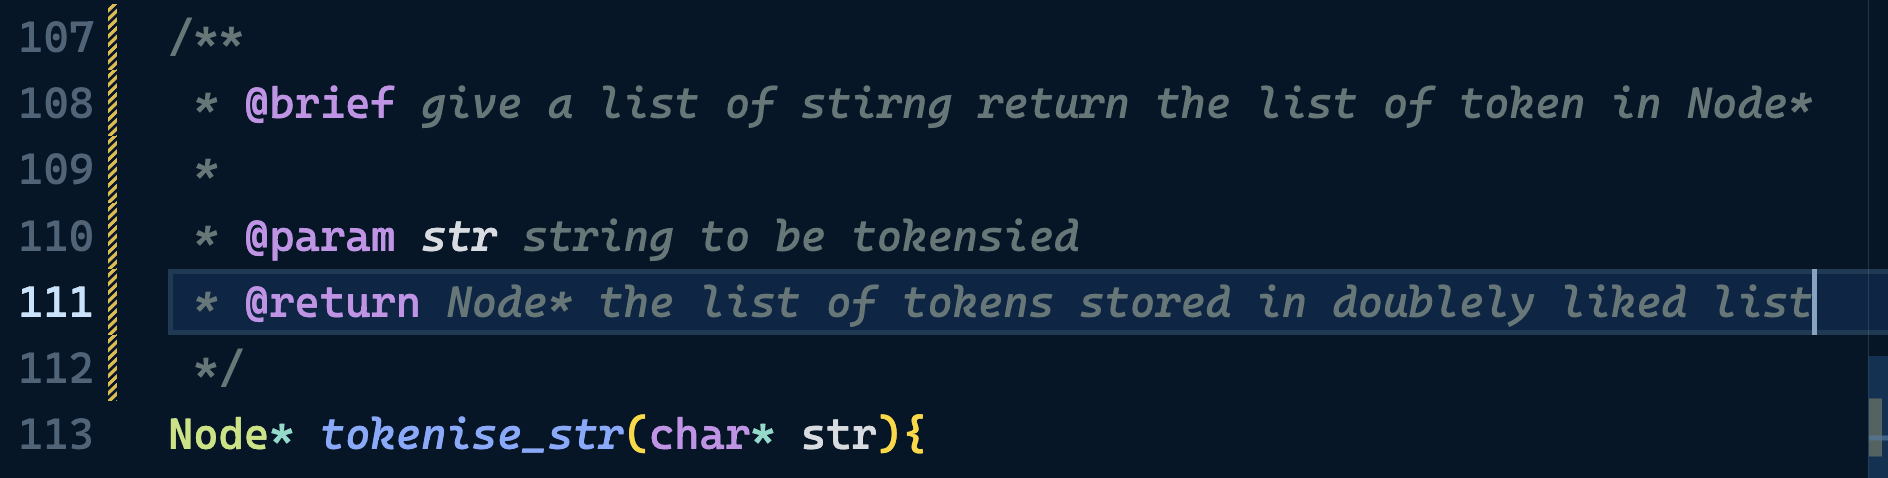 107 /**
108 * @brief give a list of stirng return the list of token in Node*
109 *
110 * @param str string to be tokensied
111 * @return Node* the list of tokens stored in doublely liked list
112 */
113 Node* tokenise_str(char* str){